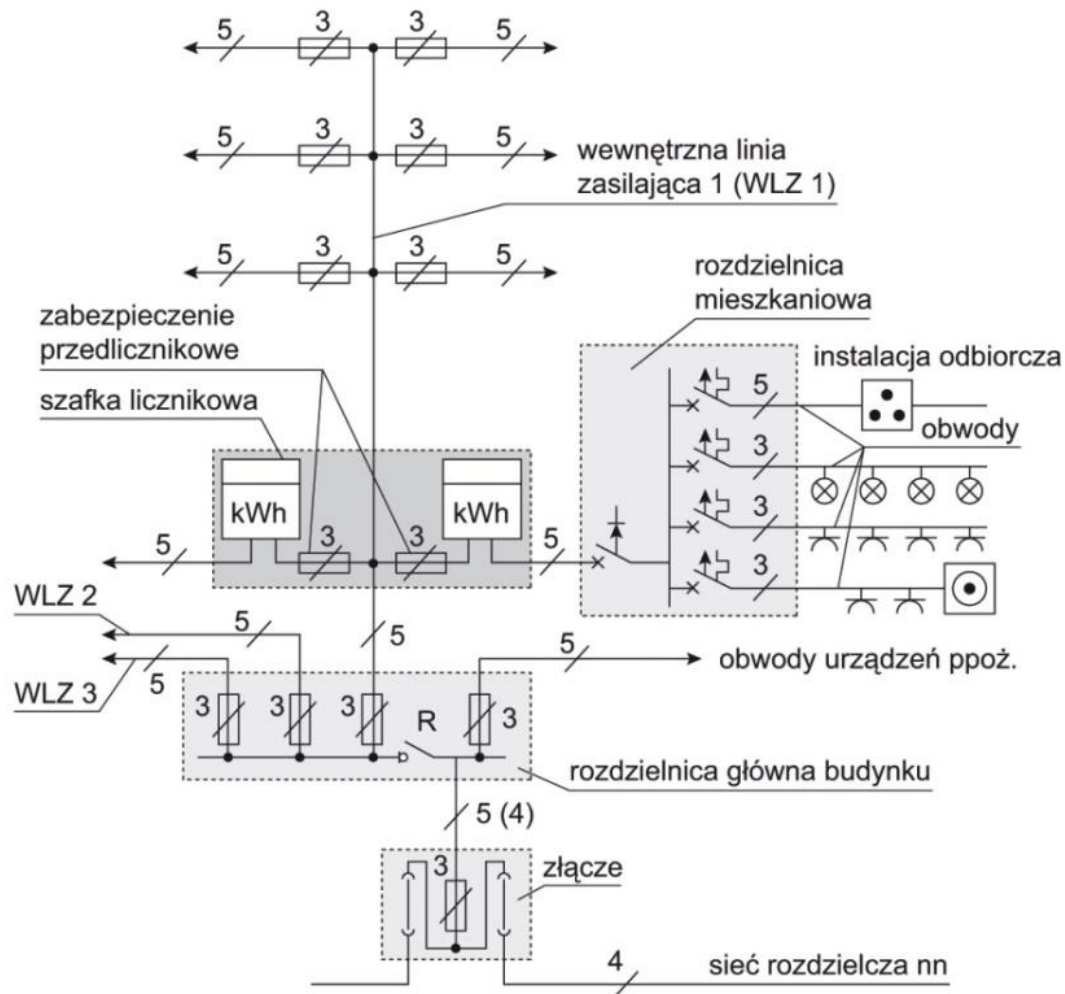 5 3 3 5
5 3 3 5
wewnętrzna linia
zasilająca 1 (WLZ 1)
5 3 3 5
rozdzielnica
mieszkaniowa
zabezpieczenie
przedlicznikowe
szafka licznikowa
instalacja odbiorcza
5
obwody
3
3
3
kWh kWh
5 3 3 5
WLZ 2
5
5
5
WLZ 3
5
obwody urządzeń ppoż.
3 3 3 R 3
rozdzielnica główna budynku
5 (4)
3
złącze
4
sieć rozdzielcza nn